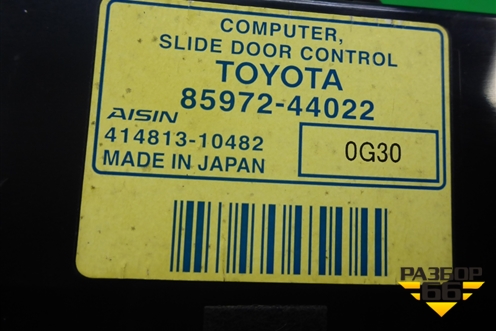 COMPUTER,
SLIDE DOOR CONTROL
TOYOTA
85972-44022
AISIN
414813-10482
0G30
MADE IN JAPAN
РАЗБОР
66